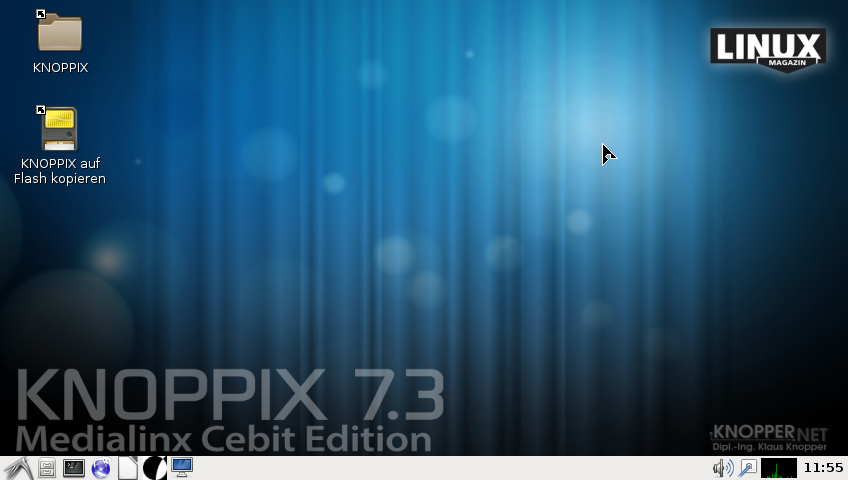 KNOPPIX
LINUX
MAGAZIN
KNOPPIX auf
Flash kopieren
KNOPPIX 7.3
Medialinx Cebit Edition
KNOPPER.NET
Dipl.-Ing. Klaus Knopper
11:55